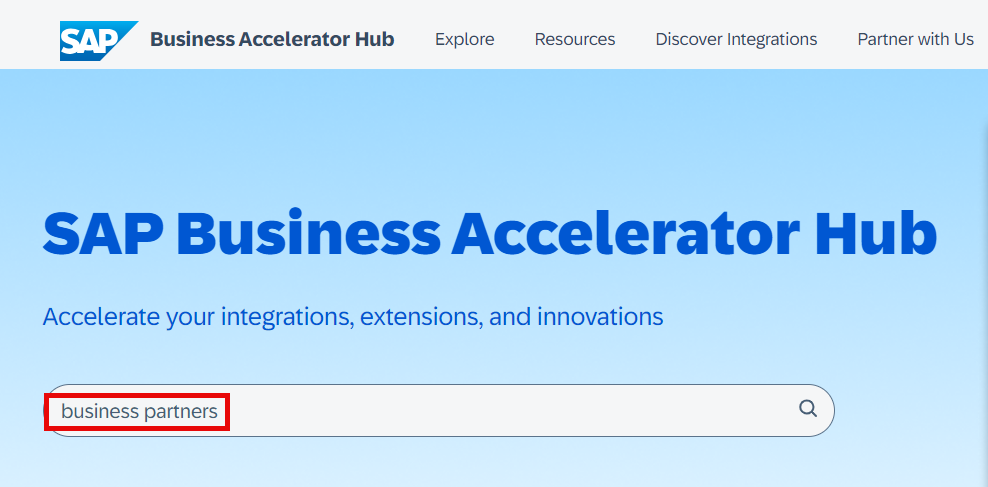 SAP Business Accelerator Hub Explore Resources Discover Integrations Partner with Us
SAP Business Accelerator Hub
Accelerate your integrations, extensions, and innovations
business partners